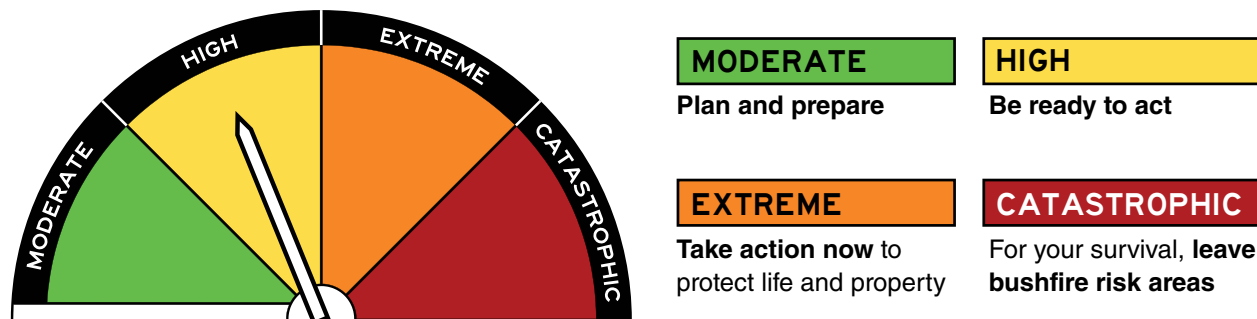 MODERATE
HIGH
EXTREME
CATASTROPHIC
MODERATE
Plan and prepare
HIGH
Be ready to act
EXTREME
Take action now to
protect life and property
CATASTROPHIC
For your survival, leave
bushfire risk areas